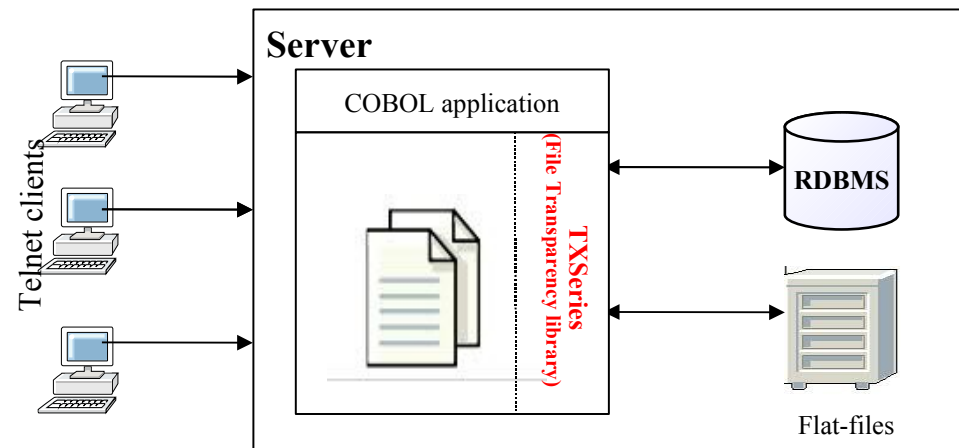 Server
Telnet clients
COBOL application
TXSeries
(File Transparency library)
RDBMS
Flat-files